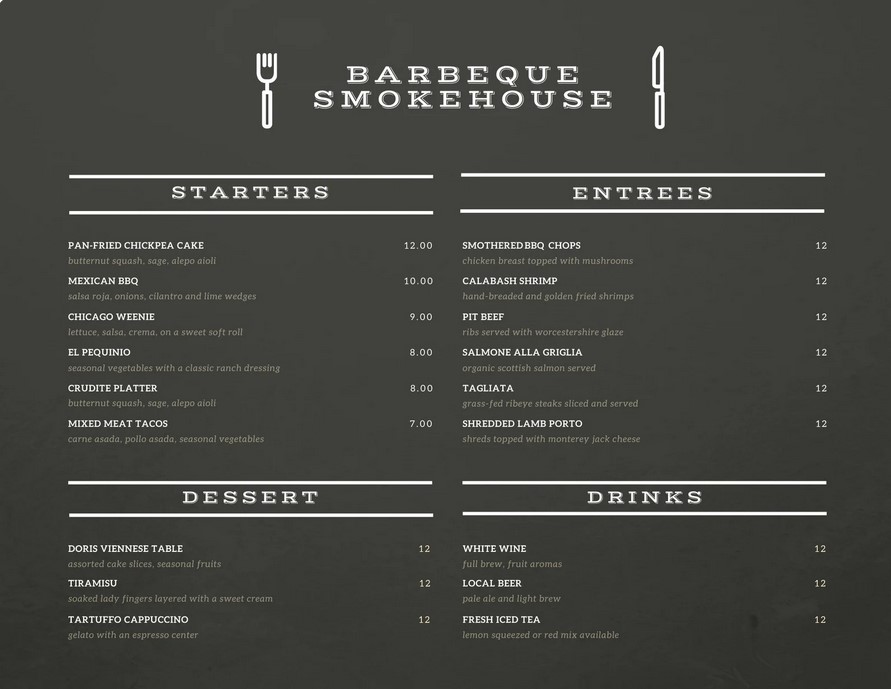 BARBEQUE
SMOKEHOUSE
STARTERS
PAN-FRIED CHICKPEA CAKE 12.00
butternut squash, sage, alepo aioli
MEXICAN BBQ 10.00
salsa roja, onions, cilantro and lime wedges
CHICAGO WEENIE 9.00
lettuce, salsa, crema, on a sweet soft roll
EL PEQUINIO 8.00
seasonal vegetables with a classic ranch dressing
CRUDITE PLATTER 8.00
butternut squash, sage, alepo aioli
MIXED MEAT TACOS 7.00
carne asada, pollo asada, seasonal vegetables
ENTREES
SMOTHERED BBQ CHOPS 12
chicken breast topped with mushrooms
CALABASH SHRIMP 12
hand-breaded and golden fried shrimps
PIT BEEF 12
ribs served with worcestershire glaze
SALMONE ALLA GRIGLIA 12
organic scottish salmon served
TAGLIATA 12
grass-fed ribeye steaks sliced and served
SHREDDED LAMB PORTO 12
shreds topped with monterey jack cheese
DESSERT
DORIS VIENNESE TABLE 12
assorted cake slices, seasonal fruits
TIRAMISU 12
soaked lady fingers layered with a sweet cream
TARTUFFO CAPPUCCINO 12
gelato with an espresso center
DRINKS
WHITE WINE 12
full brew, fruit aromas
LOCAL BEER 12
pale ale and light brew
FRESH ICED TEA 12
lemon squeezed or red mix available